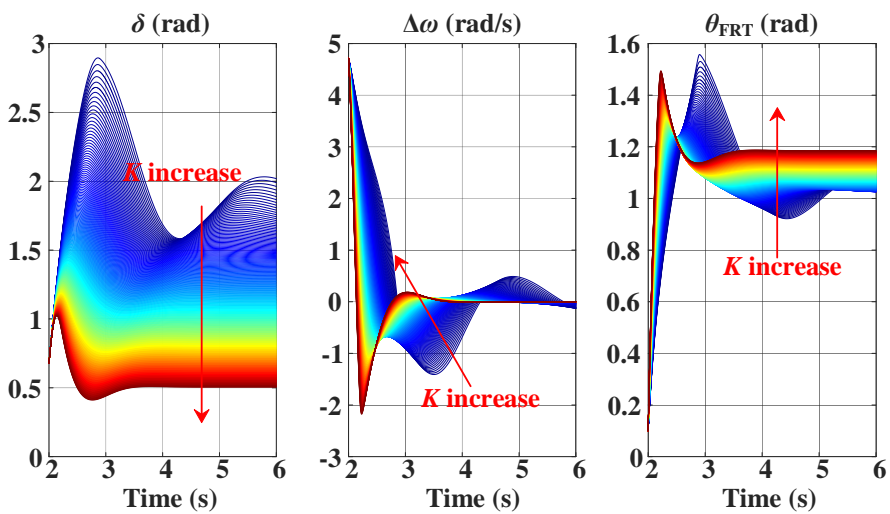 δ (rad)
3
2.5
2
1.5
1
0.5
0
2 3 4 5 6
Time (s)
K increase
Δω (rad/s)
5
4
3
2
1
0
-1
-2
-3
2 3 4 5 6
Time (s)
K increase
θFRT (rad)
1.6
1.4
1.2
1
0.8
0.6
0.4
0.2
0
2 3 4 5 6
Time (s)
K increase